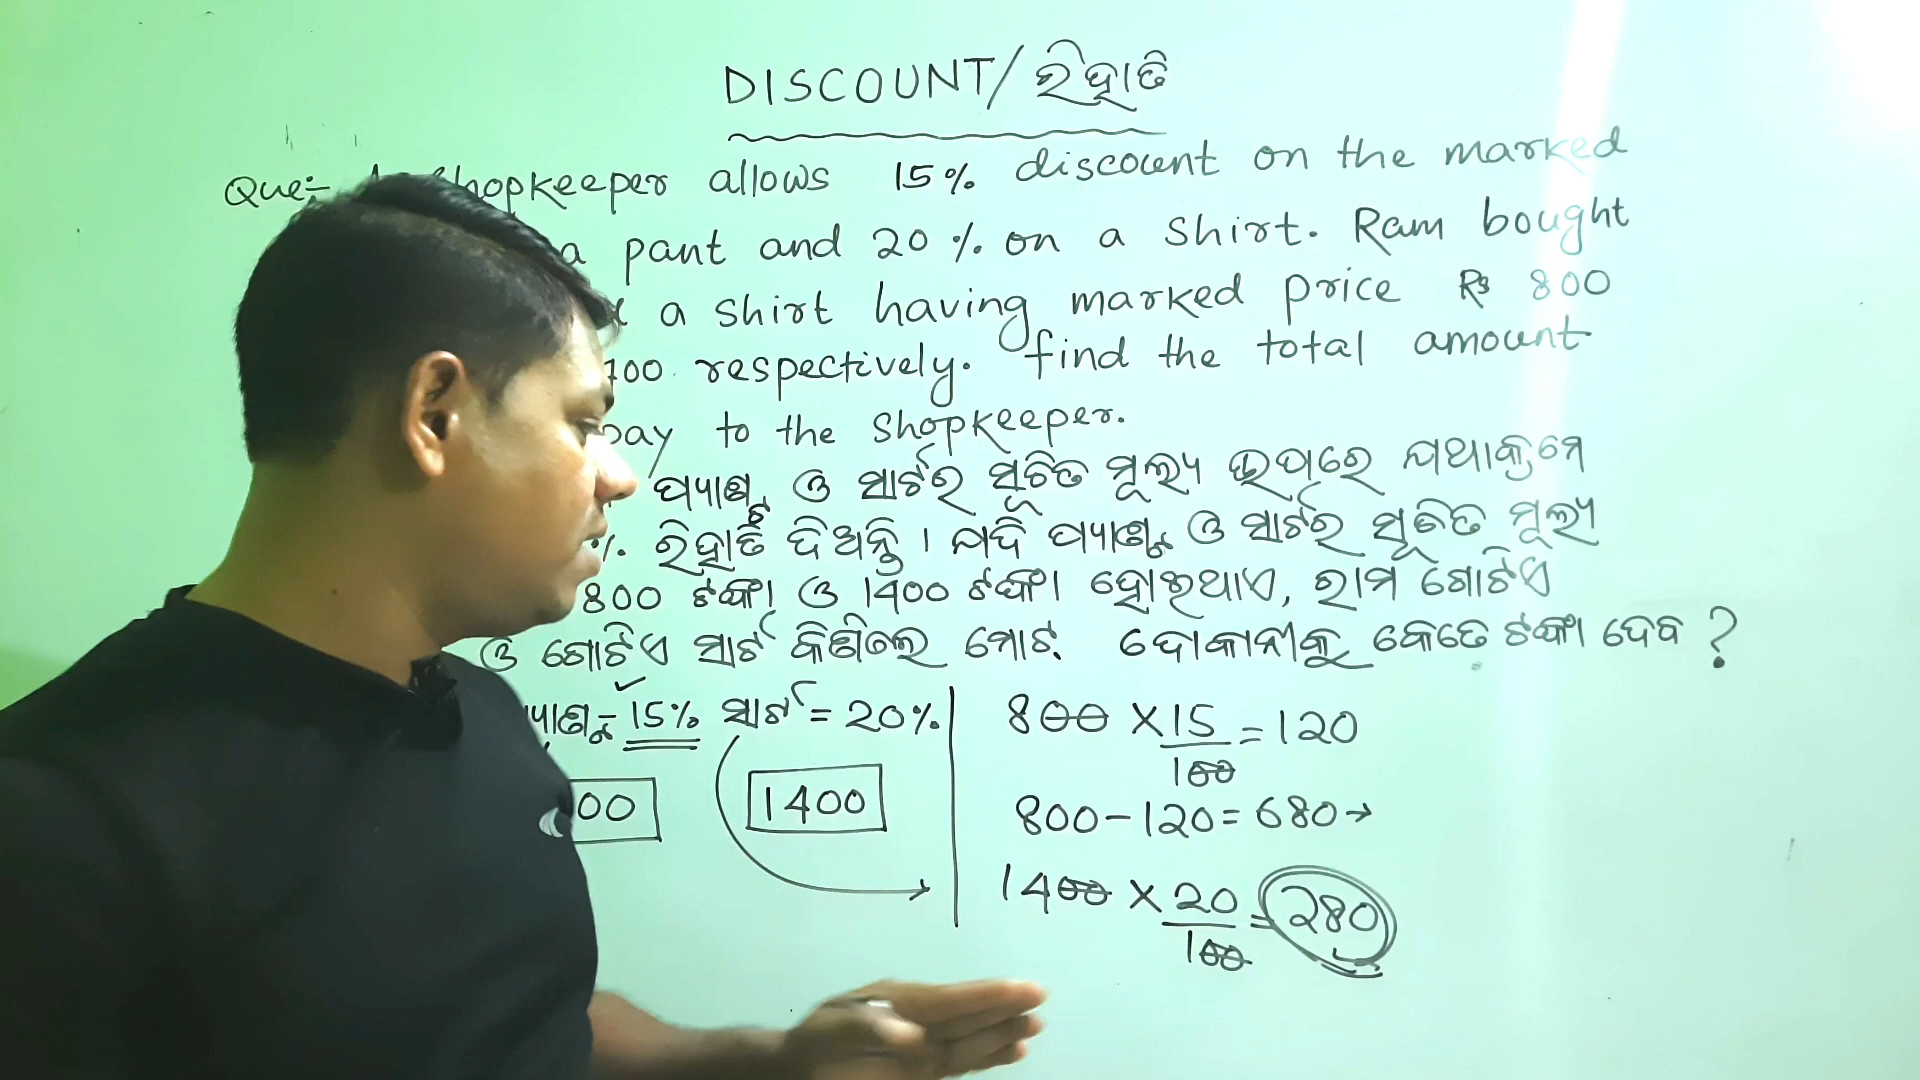 DISCOUNT/ରିହାତି
Que:- Shopkeeper allows 15% discount on the marked
a pant and 20% on a shirt. Ram bought
a shirt having marked price Rs 800
respectively. find the total amount
pay to the shopkeeper.
ପ୍ୟାଣ୍ଟ ଓ ସାର୍ଟର ସୂଚିତ ମୂଲ୍ୟ ଉପରେ ଯଥାକ୍ରମେ
%. ରିହାତି ଦିଅନ୍ତି । ଯଦି ପ୍ୟାଣ୍ଟ ଓ ସାର୍ଟର ସୂଚିତ ମୂଲ୍ୟ
800 ଟଙ୍କା ଓ 1400 ଟଙ୍କା ହୋଇଥାଏ, ରାମ ଗୋଟିଏ
ଓ ଗୋଟିଏ ସାର୍ଟ କିଣିଲେ ମୋଟ ଦୋକାନୀକୁ କେତେ ଟଙ୍କା ଦେବ ?
15% ସାର୍ଟ = 20%
00 1400
800 × 15/100 = 120
800-120=680→
1400 × 20/100 = 280